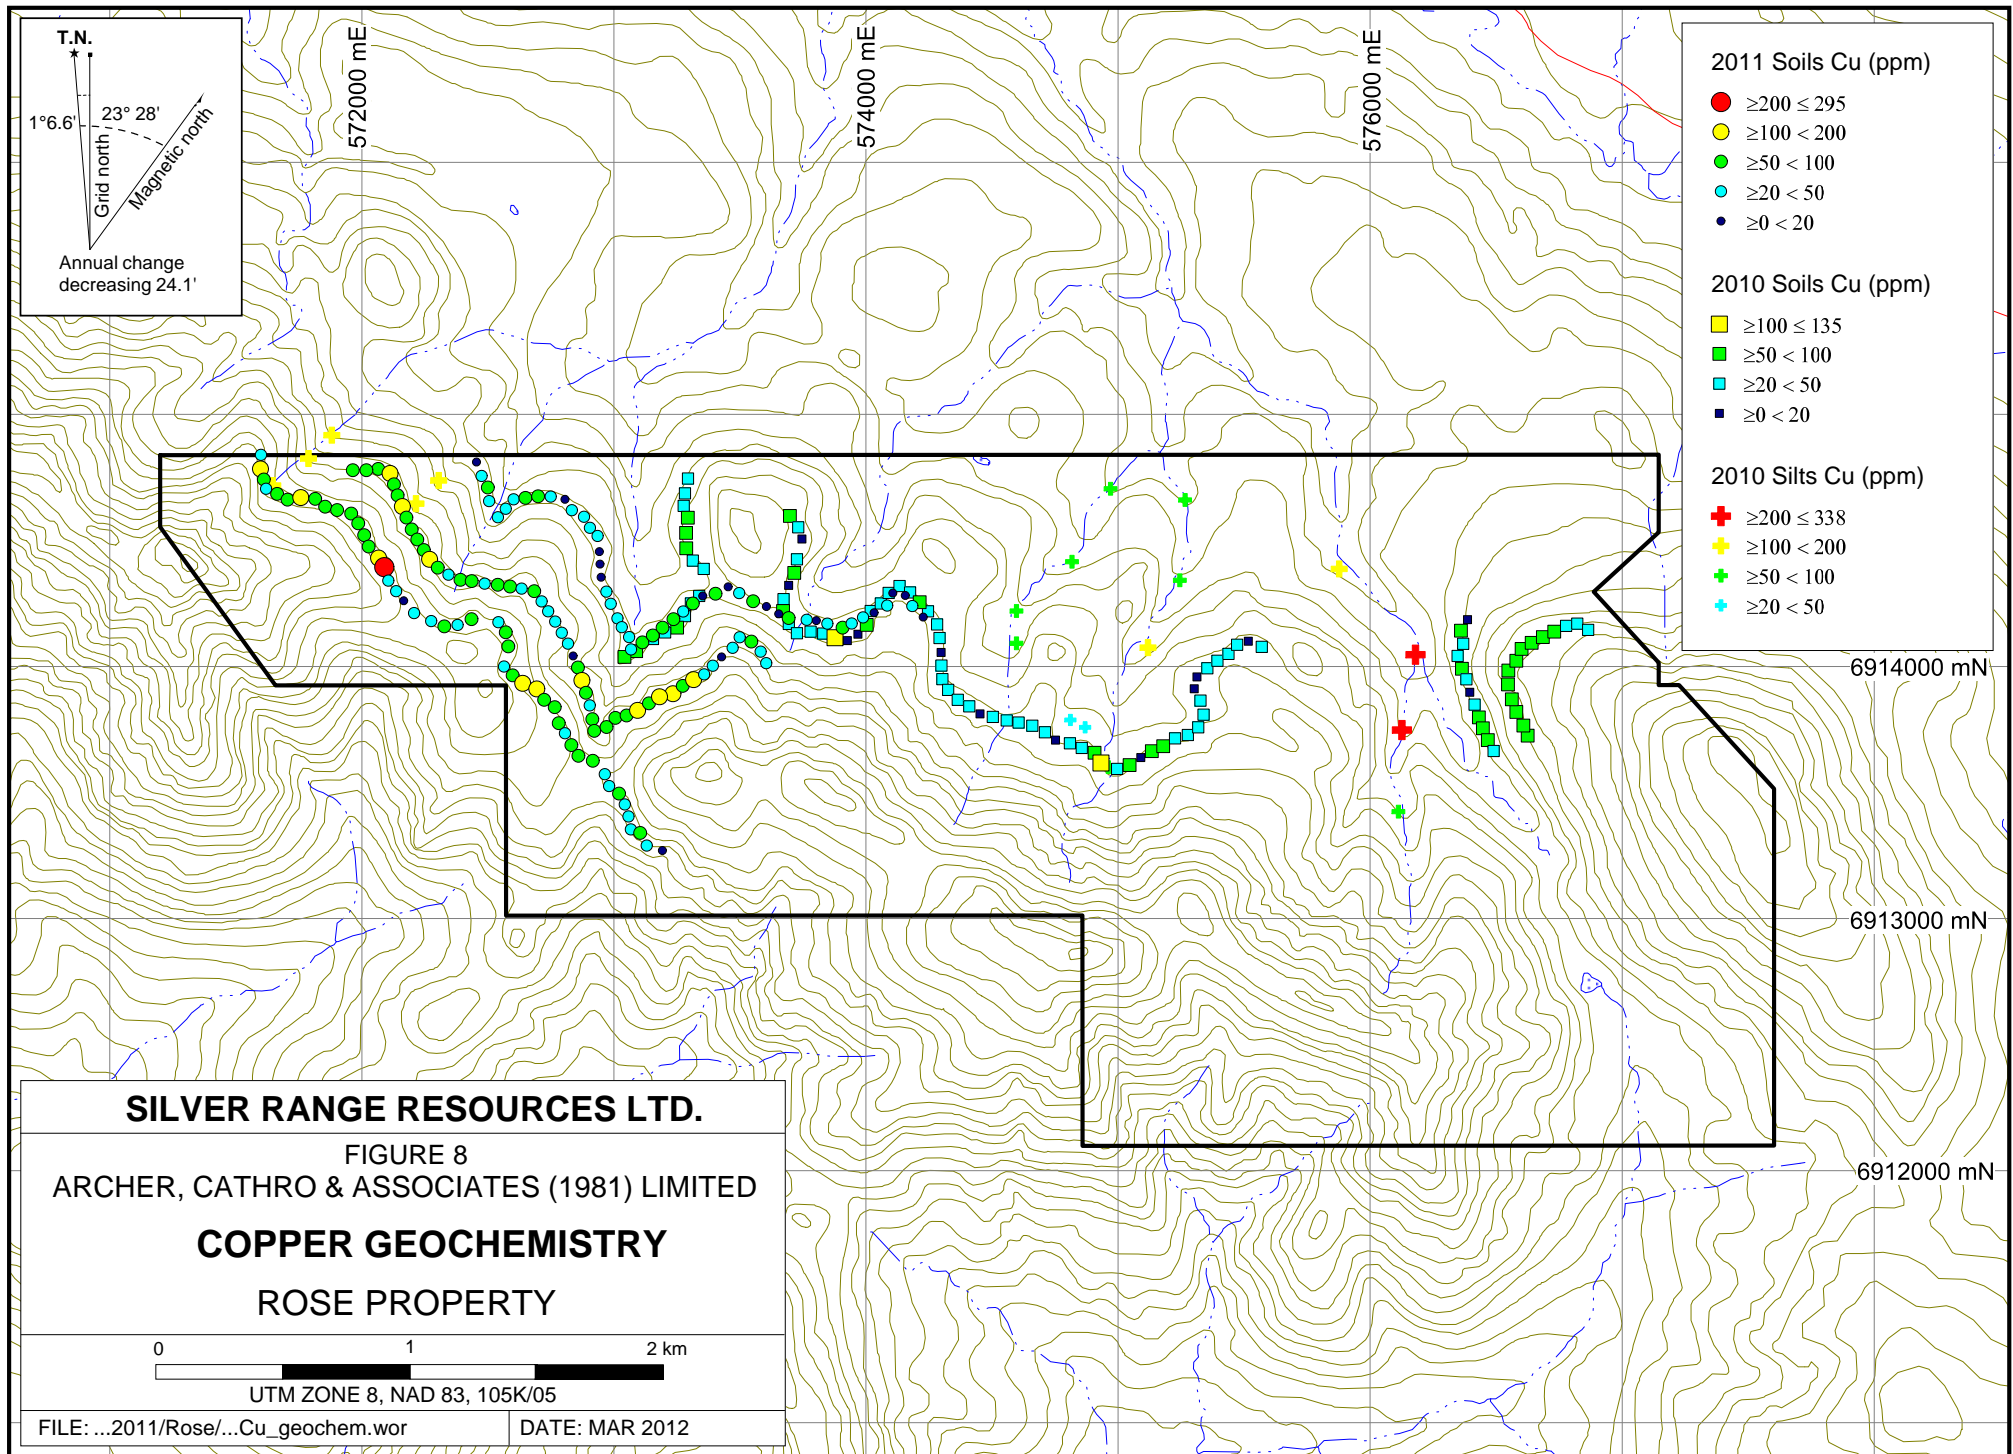 T.N.
1°6.6'
23° 28'
Grid north
Magnetic north
Annual change
decreasing 24.1'
572000 mE
574000 mE
576000 mE
2011 Soils Cu (ppm)
≥200 ≤ 295
≥100 < 200
≥50 < 100
≥20 < 50
≥0 < 20
2010 Soils Cu (ppm)
≥100 ≤ 135
≥50 < 100
≥20 < 50
≥0 < 20
2010 Silts Cu (ppm)
≥200 ≤ 338
≥100 < 200
≥50 < 100
≥20 < 50
6914000 mN
6913000 mN
6912000 mN
SILVER RANGE RESOURCES LTD.
FIGURE 8
ARCHER, CATHRO & ASSOCIATES (1981) LIMITED
COPPER GEOCHEMISTRY
ROSE PROPERTY
0 1 2 km
UTM ZONE 8, NAD 83, 105K/05
FILE: ...2011/Rose/...Cu_geochem.wor
DATE: MAR 2012